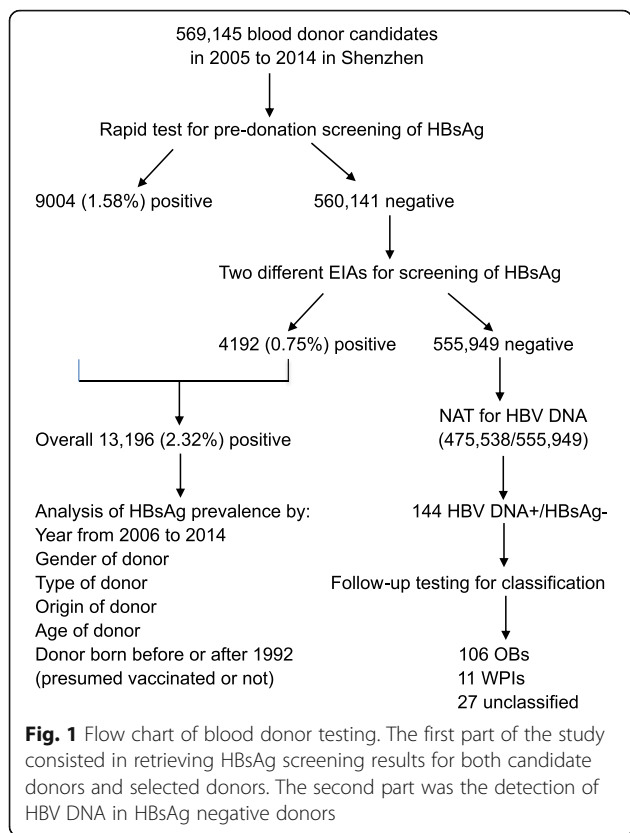 569,145 blood donor candidates
in 2005 to 2014 in Shenzhen
Rapid test for pre-donation screening of HBsAg
9004 (1.58%) positive
560,141 negative
Two different EIAs for screening of HBsAg
4192 (0.75%) positive
555,949 negative
NAT for HBV DNA
(475,538/555,949)
Overall 13,196 (2.32%) positive
Analysis of HBsAg prevalence by:
Year from 2006 to 2014
Gender of donor
Type of donor
Origin of donor
Age of donor
Donor born before or after 1992
(presumed vaccinated or not)
144 HBV DNA+/HBsAg-
Follow-up testing for classification
106 OBs
11 WPIs
27 unclassified
Fig. 1 Flow chart of blood donor testing. The first part of the study
consisted in retrieving HBsAg screening results for both candidate
donors and selected donors. The second part was the detection of
HBV DNA in HBsAg negative donors